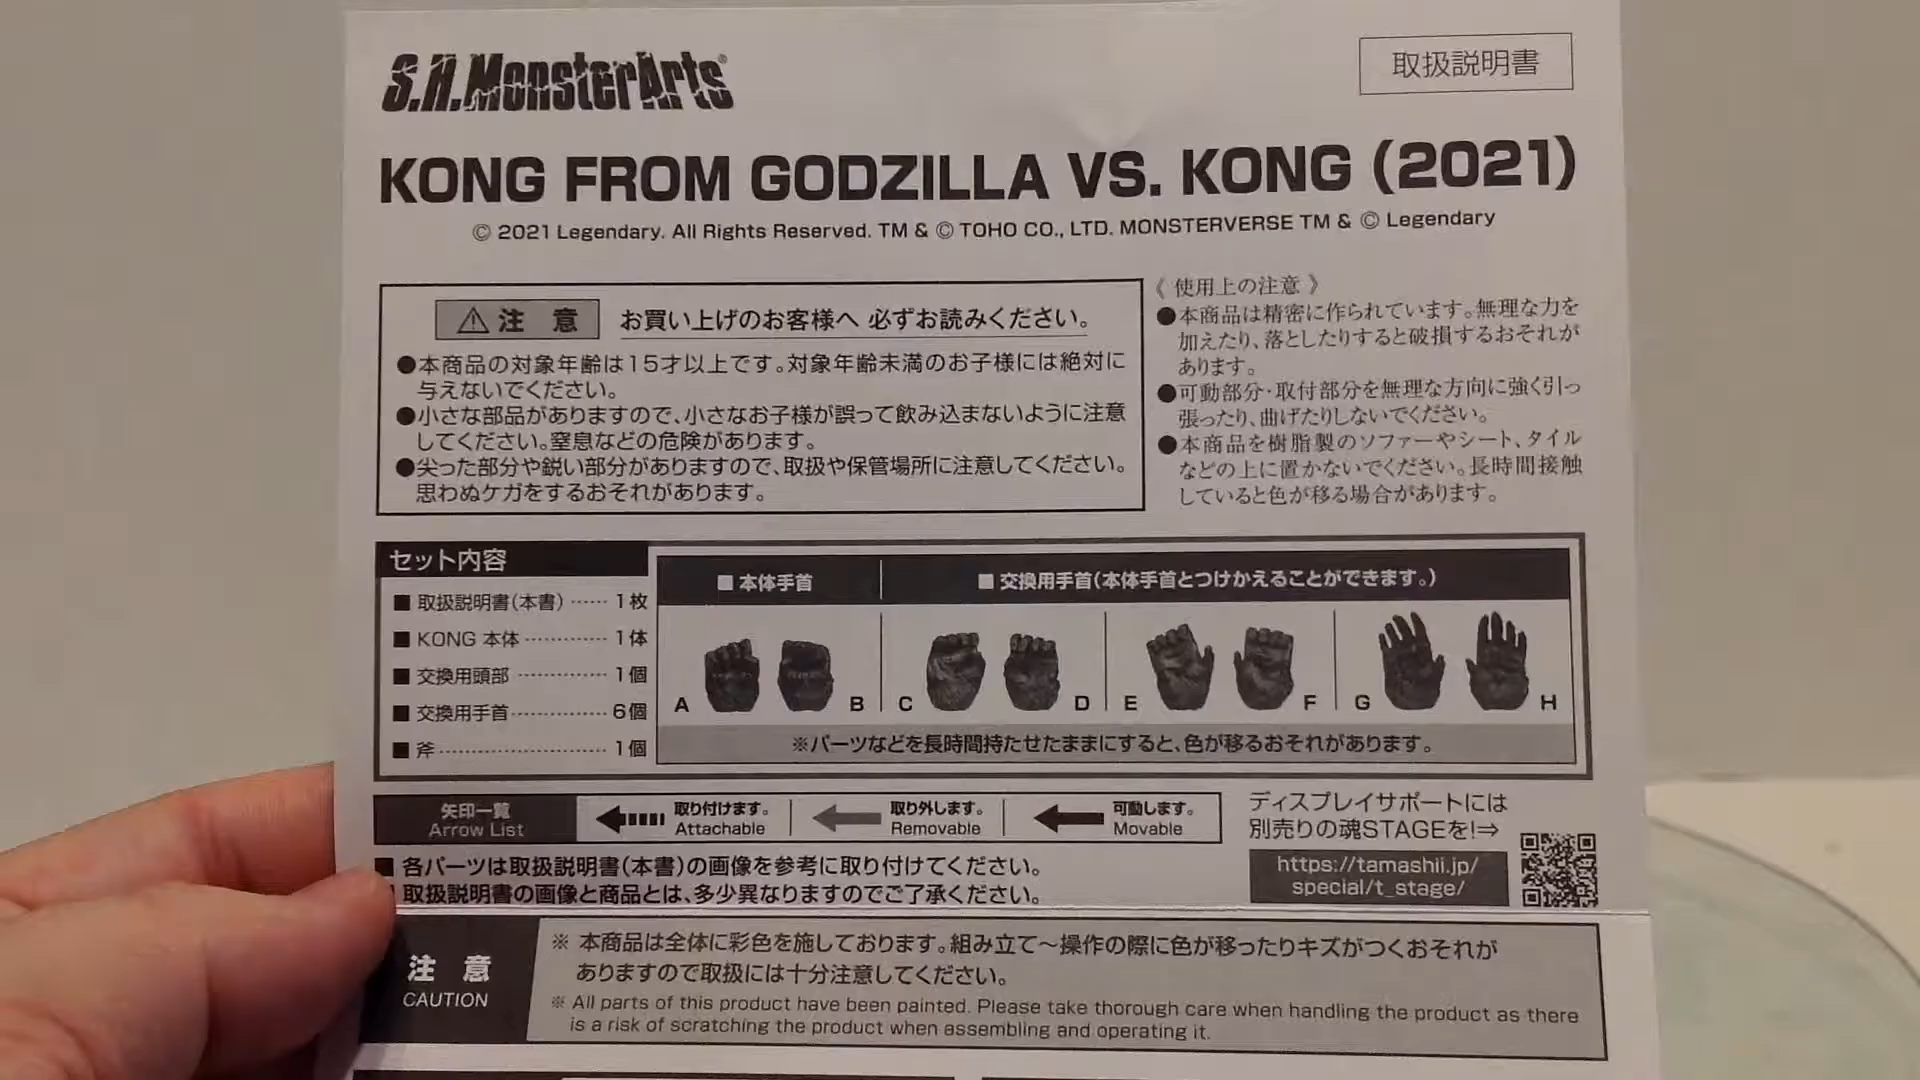 S.H.MonsterArts
取扱説明書
KONG FROM GODZILLA VS. KONG (2021)
© 2021 Legendary. All Rights Reserved. TM & © TOHO CO., LTD. MONSTERVERSE TM & © Legendary
⚠注 意 お買い上げのお客様へ 必ずお読みください。
●本商品の対象年齢は15才以上です。対象年齢未満のお子様には絶対に
与えないでください。
●小さな部品がありますので、小さなお子様が誤って飲み込まないように注意
してください。窒息などの危険があります。
●尖った部分や鋭い部分がありますので、取扱や保管場所に注意してください。
思わぬケガをするおそれがあります。
《 使用上の注意 》
●本商品は精密に作られています。無理な力を
加えたり、落としたりすると破損するおそれが
あります。
●可動部分・取付部分を無理な方向に強く引っ
張ったり、曲げたりしないでください。
●本商品を樹脂製のソファーやシート、タイル
などの上に置かないでください。長時間接触
していると色が移る場合があります。
セット内容
■ 取扱説明書(本書) ······ 1枚
■ KONG 本体 ············ 1体
■ 交換用頭部 ············· 1個
■ 交換用手首·············· 6個
■ 斧························ 1個
■ 本体手首
■ 交換用手首(本体手首とつけかえることができます。)
A B C D E F G H
※パーツなどを長時間持たせたままにすると、色が移るおそれがあります。
矢印一覧
Arrow List
取り付けます。
Attachable
取り外します。
Removable
可動します。
Movable
ディスプレイサポートには
別売りの魂STAGEを!⇒
https://tamashii.jp/
special/t_stage/
■ 各パーツは取扱説明書(本書)の画像を参考に取り付けてください。
取扱説明書の画像と商品とは、多少異なりますのでご了承ください。
注 意
CAUTION
※ 本商品は全体に彩色を施しております。組み立て〜操作の際に色が移ったりキズがつくおそれが
ありますので取扱には十分注意してください。
※ All parts of this product have been painted. Please take thorough care when handling the product as there
is a risk of scratching the product when assembling and operating it.